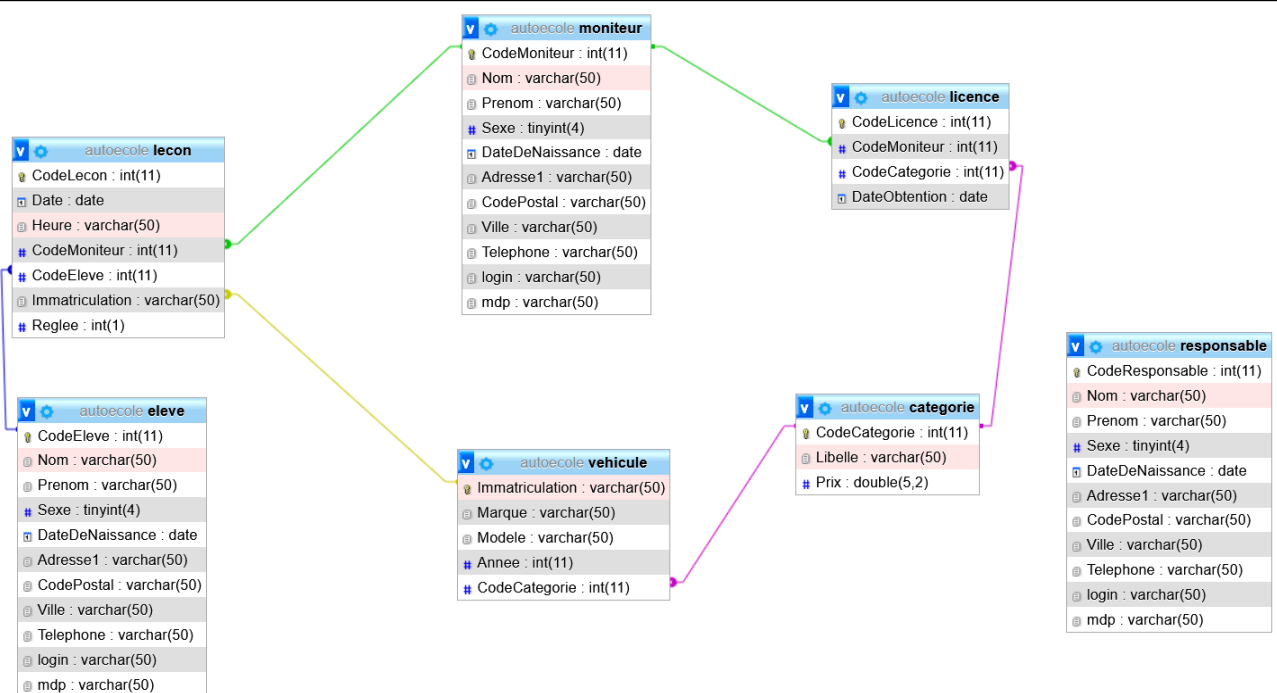 autoecole moniteur
CodeMoniteur : int(11)
Nom : varchar(50)
Prenom : varchar(50)
Sexe : tinyint(4)
DateDeNaissance : date
Adresse1 : varchar(50)
CodePostal : varchar(50)
Ville : varchar(50)
Telephone : varchar(50)
login : varchar(50)
mdp : varchar(50)
autoecole licence
CodeLicence : int(11)
CodeMoniteur : int(11)
CodeCategorie : int(11)
DateObtention : date
autoecole lecon
CodeLecon : int(11)
Date : date
Heure : varchar(50)
CodeMoniteur : int(11)
CodeEleve : int(11)
Immatriculation : varchar(50)
Reglee : int(1)
autoecole responsable
CodeResponsable : int(11)
Nom : varchar(50)
Prenom : varchar(50)
Sexe : tinyint(4)
DateDeNaissance : date
Adresse1 : varchar(50)
CodePostal : varchar(50)
Ville : varchar(50)
Telephone : varchar(50)
login : varchar(50)
mdp : varchar(50)
autoecole eleve
CodeEleve : int(11)
Nom : varchar(50)
Prenom : varchar(50)
Sexe : tinyint(4)
DateDeNaissance : date
Adresse1 : varchar(50)
CodePostal : varchar(50)
Ville : varchar(50)
Telephone : varchar(50)
login : varchar(50)
mdp : varchar(50)
autoecole categorie
CodeCategorie : int(11)
Libelle : varchar(50)
Prix : double(5,2)
autoecole vehicule
Immatriculation : varchar(50)
Marque : varchar(50)
Modele : varchar(50)
Annee : int(11)
CodeCategorie : int(11)